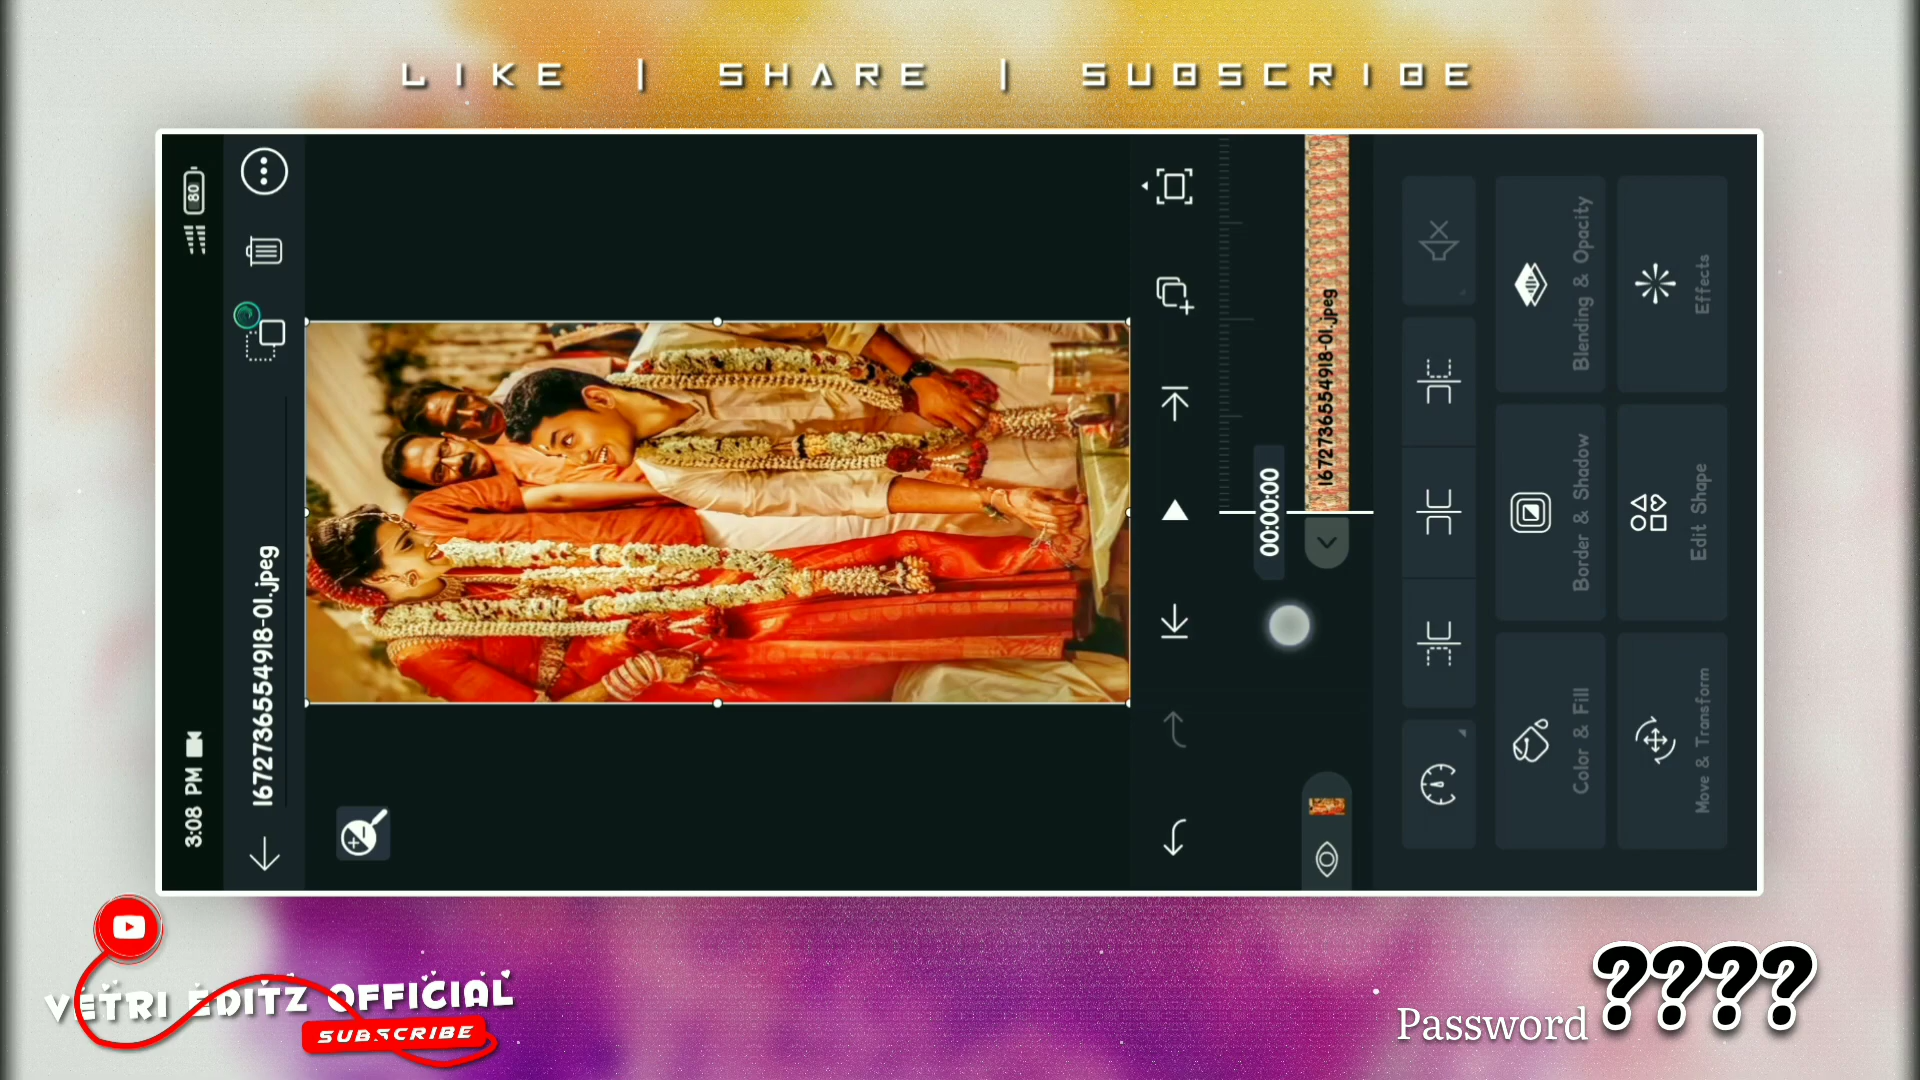 LIKE | SHARE | SUBSCRIBE
3:08 PM
80
1672736554918-01.jpeg
00:00:00
1672736554918-01.jpeg
Color & Fill
Border & Shadow
Blending & Opacity
Move & Transform
Edit Shape
Effects
VETRI EDITZ OFFICIAL
SUBSCRIBE
Password ????